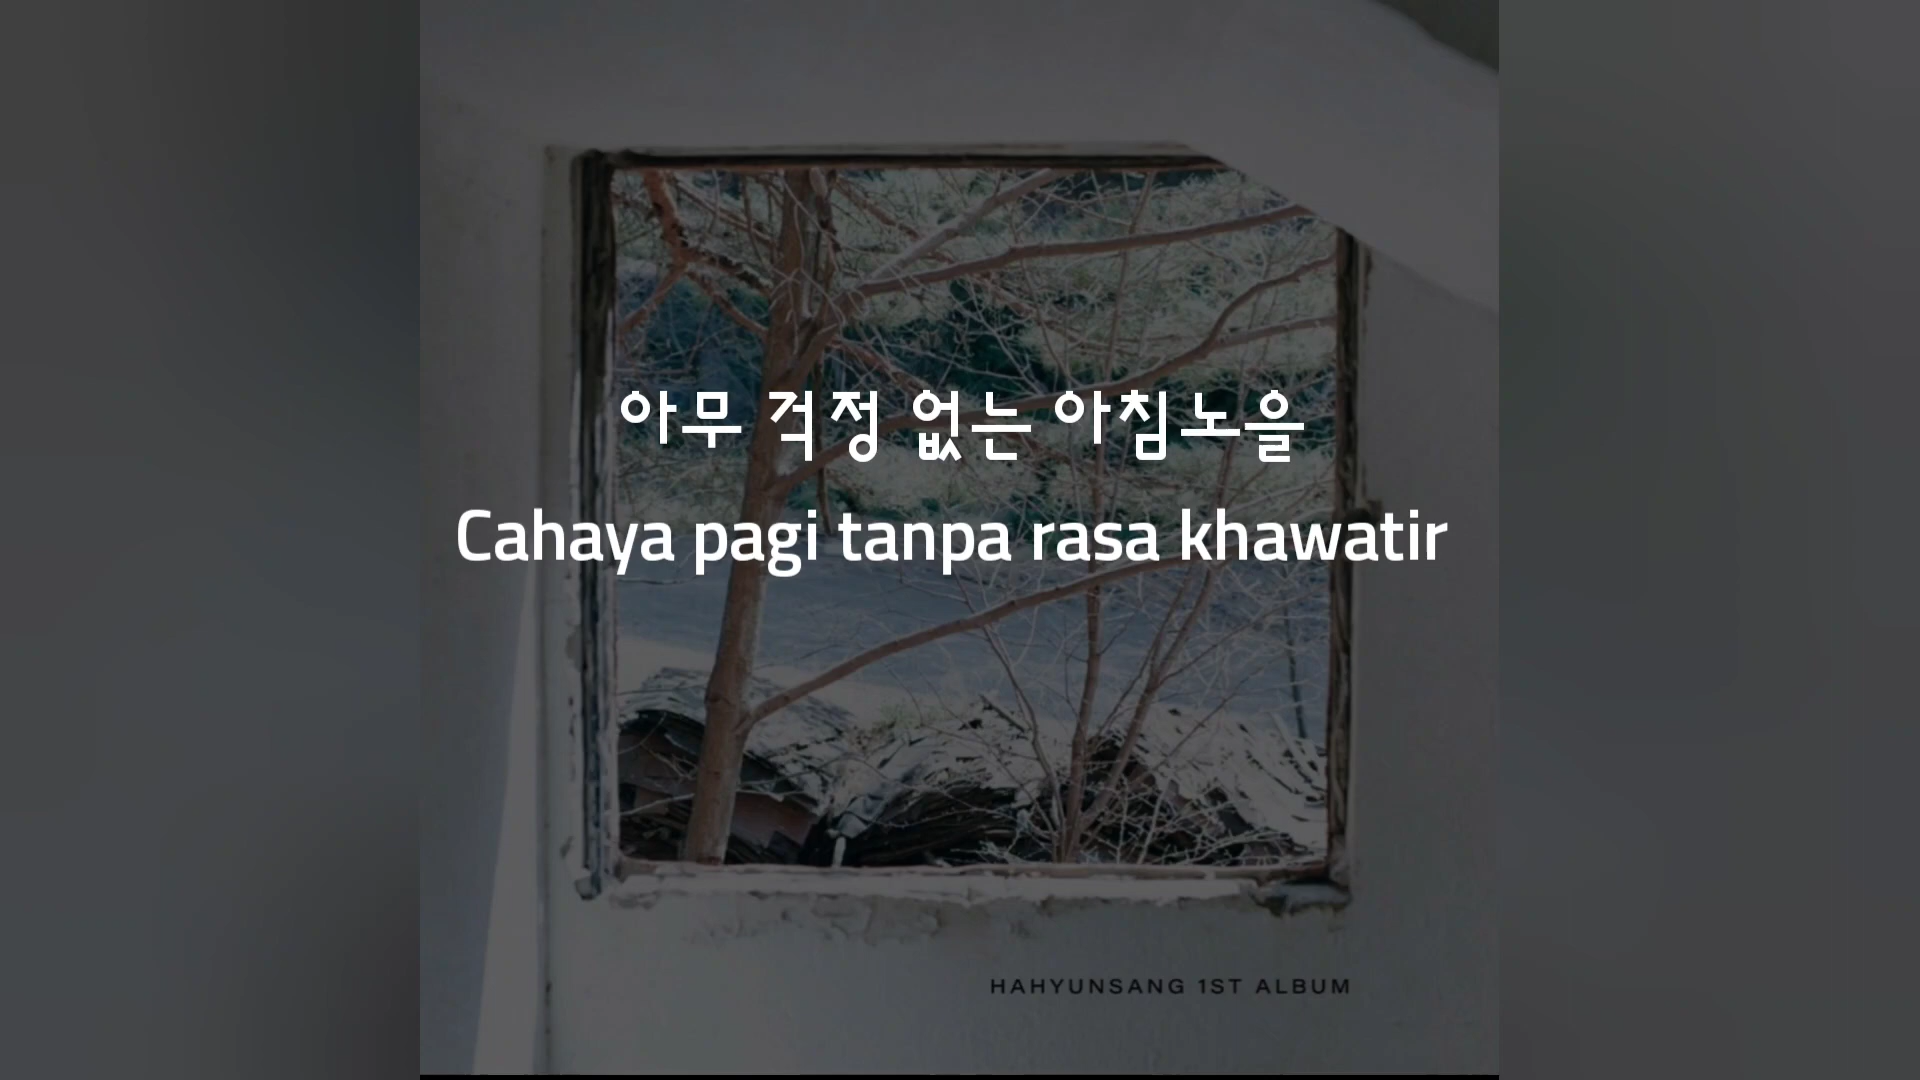 아무 걱정 없는 아침노을
Cahaya pagi tanpa rasa khawatir
HAHYUNSANG 1ST ALBUM